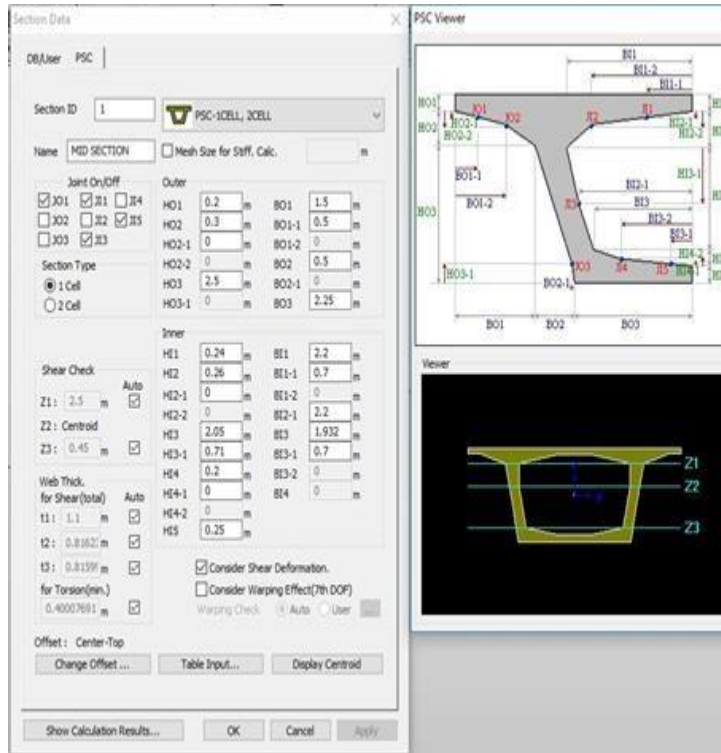 Section Data
DB/User PSC
Section ID 1 PSC-1CELL, 2CELL
Name MID SECTION Mesh Size for Stiff. Calc. m
Joint On/Off
JO1 JI1 JI4
JO2 JI2 JI5
JO3 JI3
Section Type
1 Cell
2 Cell
Outer
HO1 0.2 m BO1 1.5 m
HO2 0.3 m BO1-1 0.5 m
HO2-1 0 m BO1-2 0 m
HO2-2 0 m BO2 0.5 m
HO3 2.5 m BO2-1 0 m
HO3-1 0 m BO3 2.25 m
Inner
HI1 0.24 m BI1 2.2 m
HI2 0.26 m BI1-1 0.7 m
HI2-1 0 m BI1-2 0 m
HI2-2 0 m BI2-1 2.2 m
HI3 2.05 m BI3 1.932 m
HI3-1 0.71 m BI3-1 0.7 m
HI4 0.2 m BI3-2 0 m
HI4-1 0 m BI4 0 m
HI4-2 0 m
HI5 0.25 m
Shear Check
Auto
Z1: 2.5 m
Z2: Centroid
Z3: 0.45 m
Web Thick.
for Shear(total) Auto
t1: 1.1 m
t2: 0.8162 m
t3: 0.8159 m
for Torsion(min.)
0.40007691 m
Consider Shear Deformation.
Consider Warping Effect(7th DOF)
Warping Check Auto User ...
Offset : Center-Top
Change Offset ... Table Input... Display Centroid
Show Calculation Results... OK Cancel Apply
PSC Viewer
BI1
BI1-2
BI1-1
HO1
HO2
HO2-1
HO2-2
JO1
JO2
JI2
JI1
HI2-1
HI2-2
BO1-1
BO1-2
HI3-1
BI2-1
BI3
JI3
BI3-2
BI3-1
HO3
HI4-2
HI4-1
HO3-1
JO3
JI4
JI5
BO2-1
BO1 BO2 BO3
Viewer
Z1
Z2
Z3